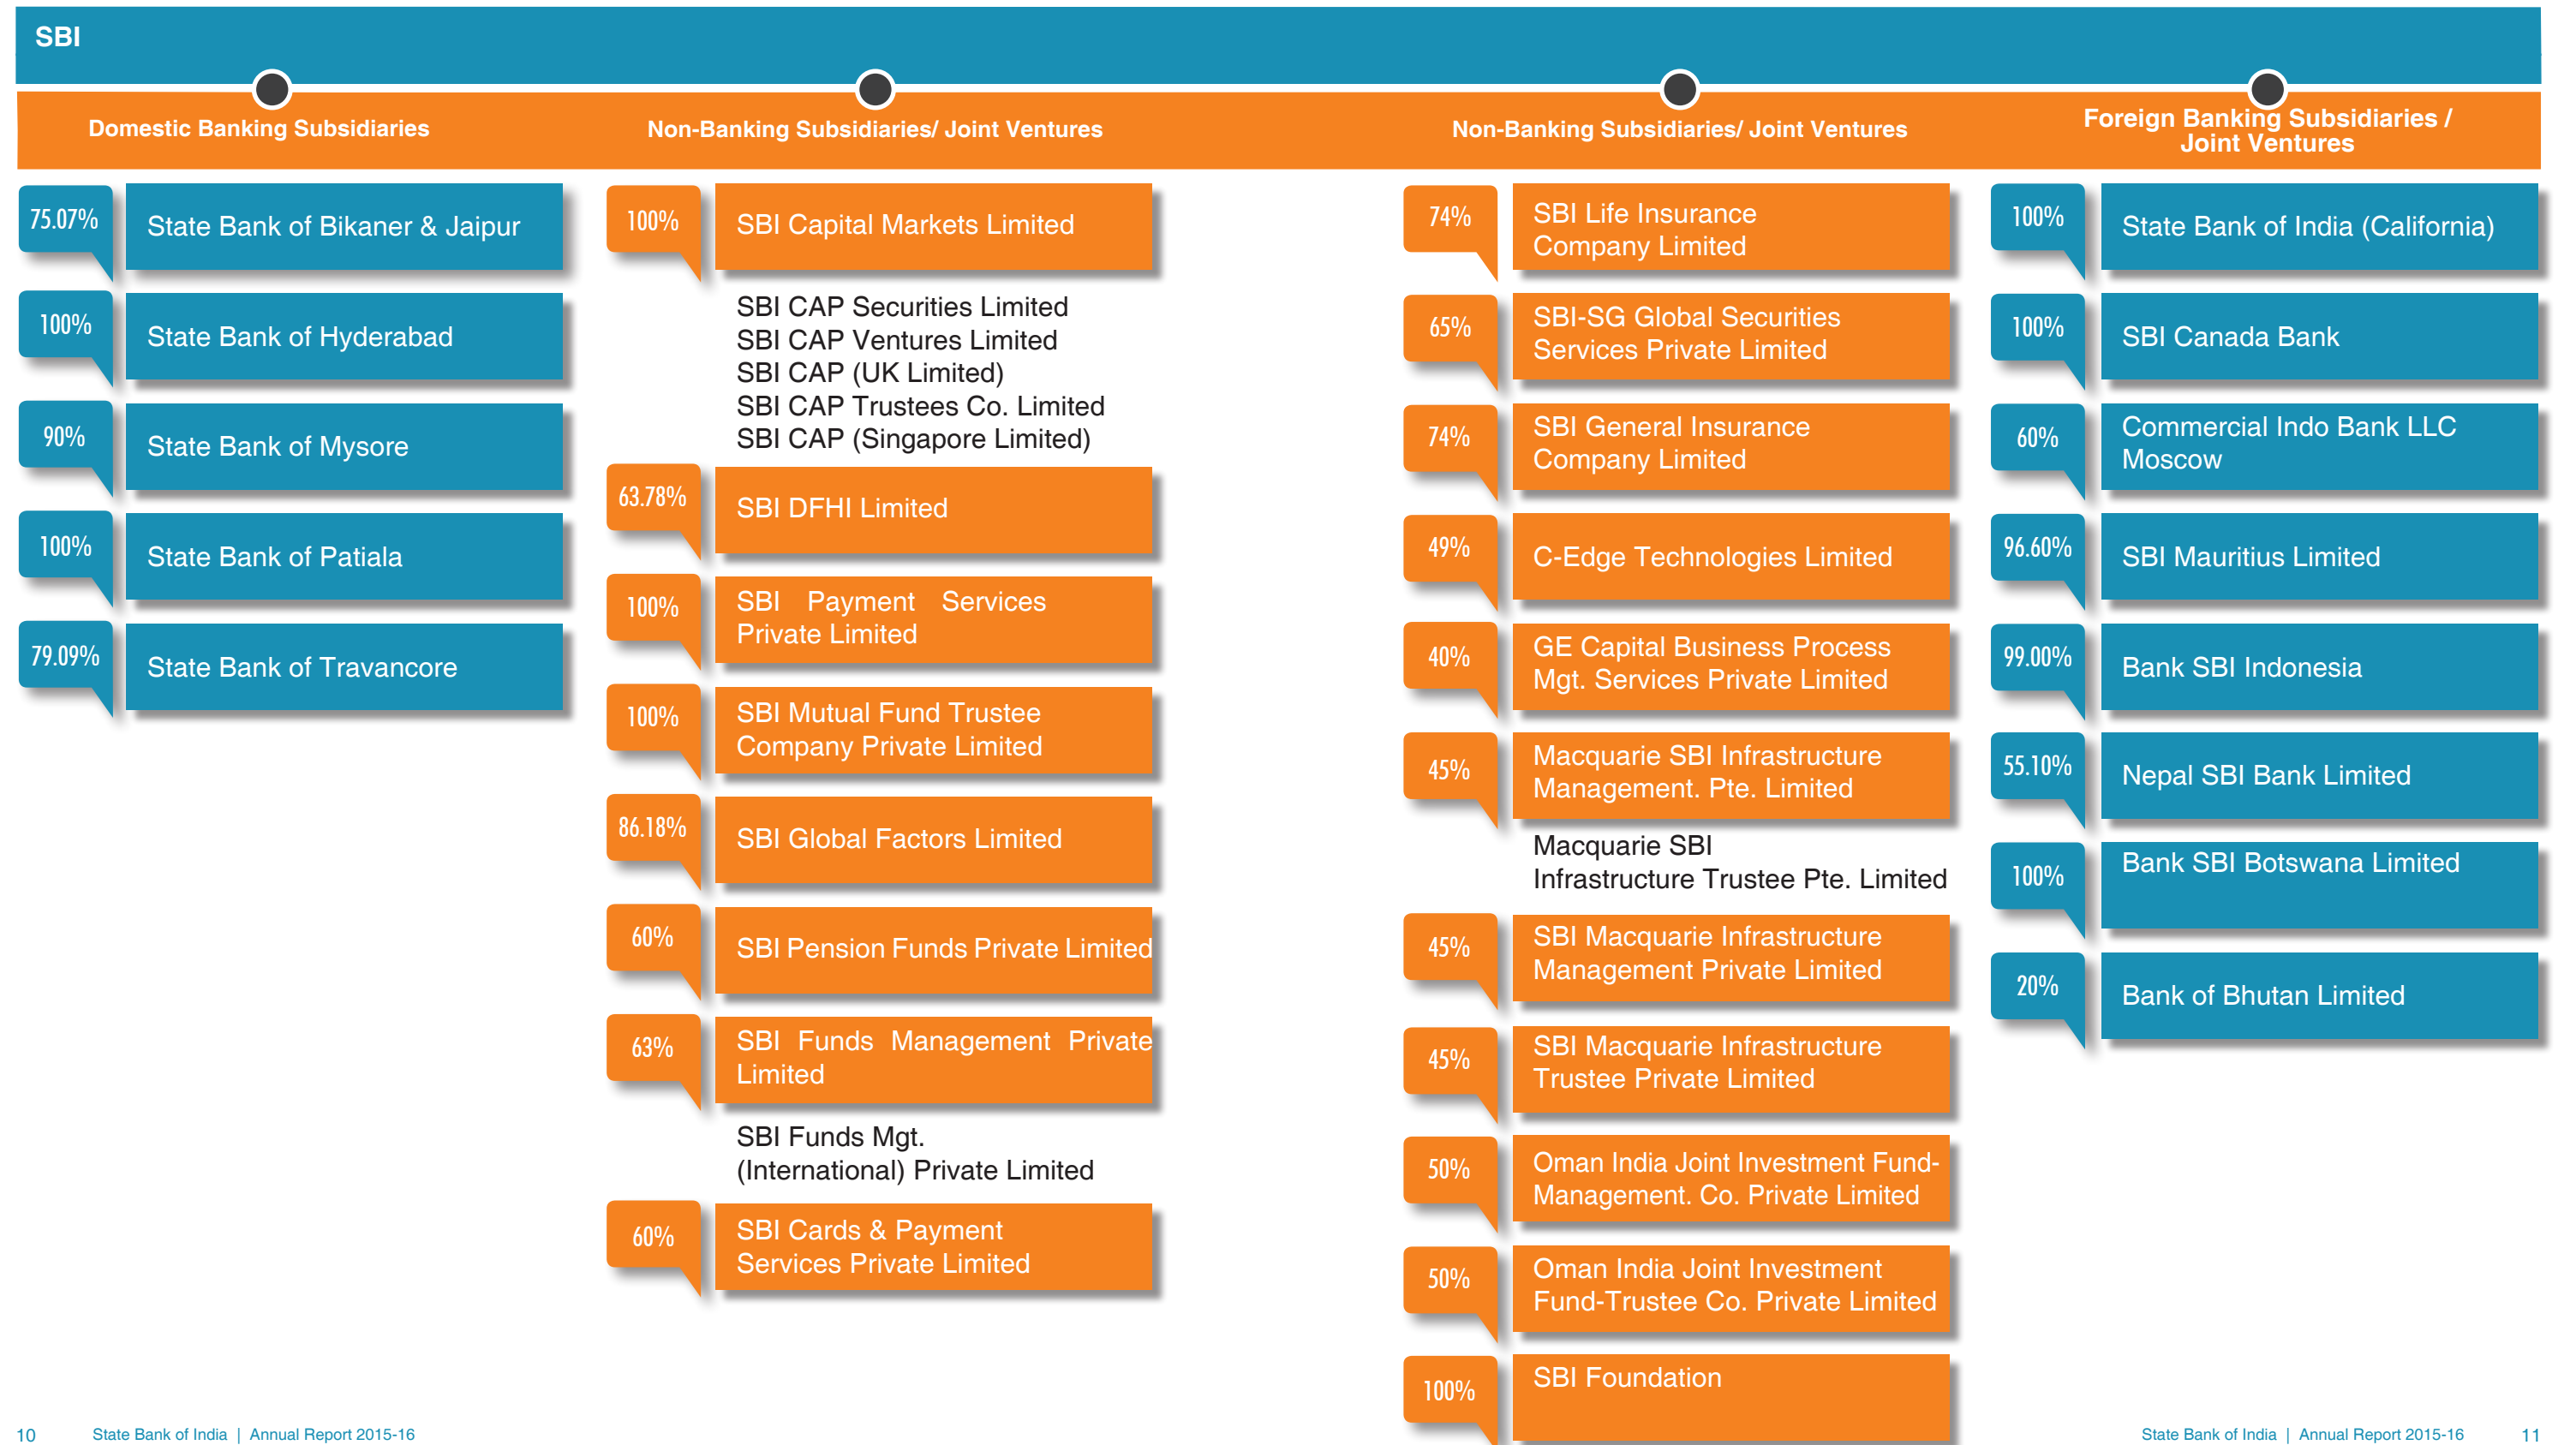 SBI
Domestic Banking Subsidiaries
75.07%
State Bank of Bikaner & Jaipur
100%
State Bank of Hyderabad
90%
State Bank of Mysore
100%
State Bank of Patiala
79.09%
State Bank of Travancore
Non-Banking Subsidiaries/ Joint Ventures
100%
SBI Capital Markets Limited
SBI CAP Securities Limited
SBI CAP Ventures Limited
SBI CAP (UK Limited)
SBI CAP Trustees Co. Limited
SBI CAP (Singapore Limited)
63.78%
SBI DFHI Limited
100%
SBI Payment Services
Private Limited
100%
SBI Mutual Fund Trustee
Company Private Limited
86.18%
SBI Global Factors Limited
60%
SBI Pension Funds Private Limited
63%
SBI Funds Management Private
Limited
SBI Funds Mgt.
(International) Private Limited
60%
SBI Cards & Payment
Services Private Limited
Non-Banking Subsidiaries/ Joint Ventures
74%
SBI Life Insurance
Company Limited
65%
SBI-SG Global Securities
Services Private Limited
74%
SBI General Insurance
Company Limited
49%
C-Edge Technologies Limited
40%
GE Capital Business Process
Mgt. Services Private Limited
45%
Macquarie SBI Infrastructure
Management. Pte. Limited
Macquarie SBI
Infrastructure Trustee Pte. Limited
45%
SBI Macquarie Infrastructure
Management Private Limited
45%
SBI Macquarie Infrastructure
Trustee Private Limited
50%
Oman India Joint Investment Fund-
Management. Co. Private Limited
50%
Oman India Joint Investment
Fund-Trustee Co. Private Limited
100%
SBI Foundation
Foreign Banking Subsidiaries /
Joint Ventures
100%
State Bank of India (California)
100%
SBI Canada Bank
60%
Commercial Indo Bank LLC
Moscow
96.60%
SBI Mauritius Limited
99.00%
Bank SBI Indonesia
55.10%
Nepal SBI Bank Limited
100%
Bank SBI Botswana Limited
20%
Bank of Bhutan Limited
10 State Bank of India | Annual Report 2015-16
State Bank of India | Annual Report 2015-16 11